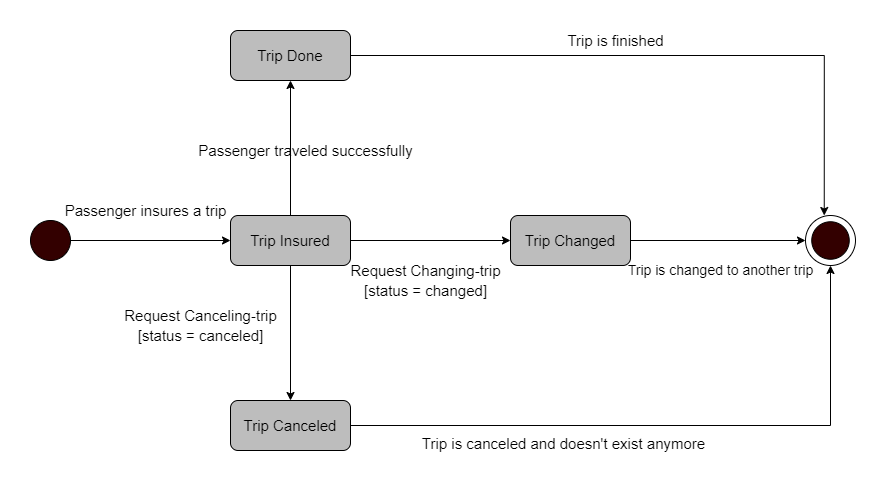 Trip Done
Trip is finished
Passenger traveled successfully
Passenger insures a trip
Trip Insured
Trip Changed
Request Changing-trip
[status = changed]
Trip is changed to another trip
Request Canceling-trip
[status = canceled]
Trip Canceled
Trip is canceled and doesn't exist anymore